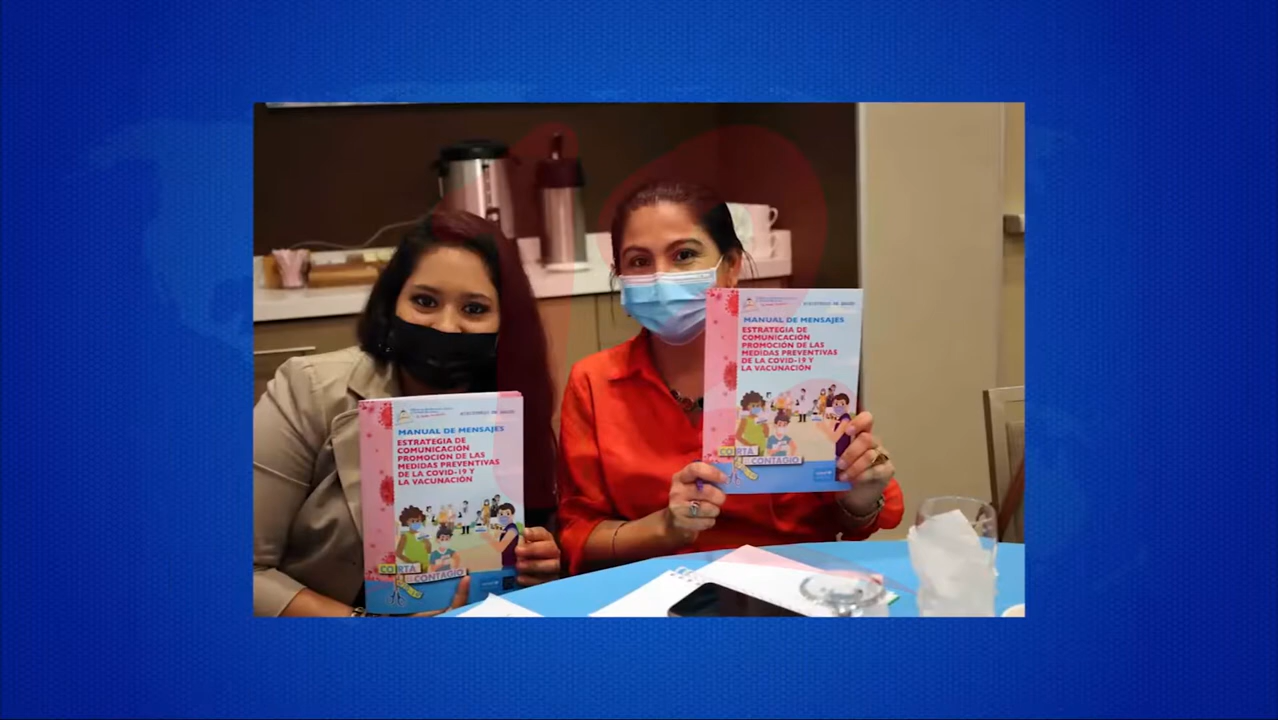 MANUAL DE MENSAJES
ESTRATEGIA DE
COMUNICACIÓN
PROMOCIÓN DE LAS
MEDIDAS PREVENTIVAS
DE LA COVID-19 Y
LA VACUNACIÓN
CORTA
CONTAGIO
MANUAL DE MENSAJES
ESTRATEGIA DE
COMUNICACIÓN
PROMOCIÓN DE LAS
MEDIDAS PREVENTIVAS
DE LA COVID-19 Y
LA VACUNACIÓN
CORTA
CONTAGIO